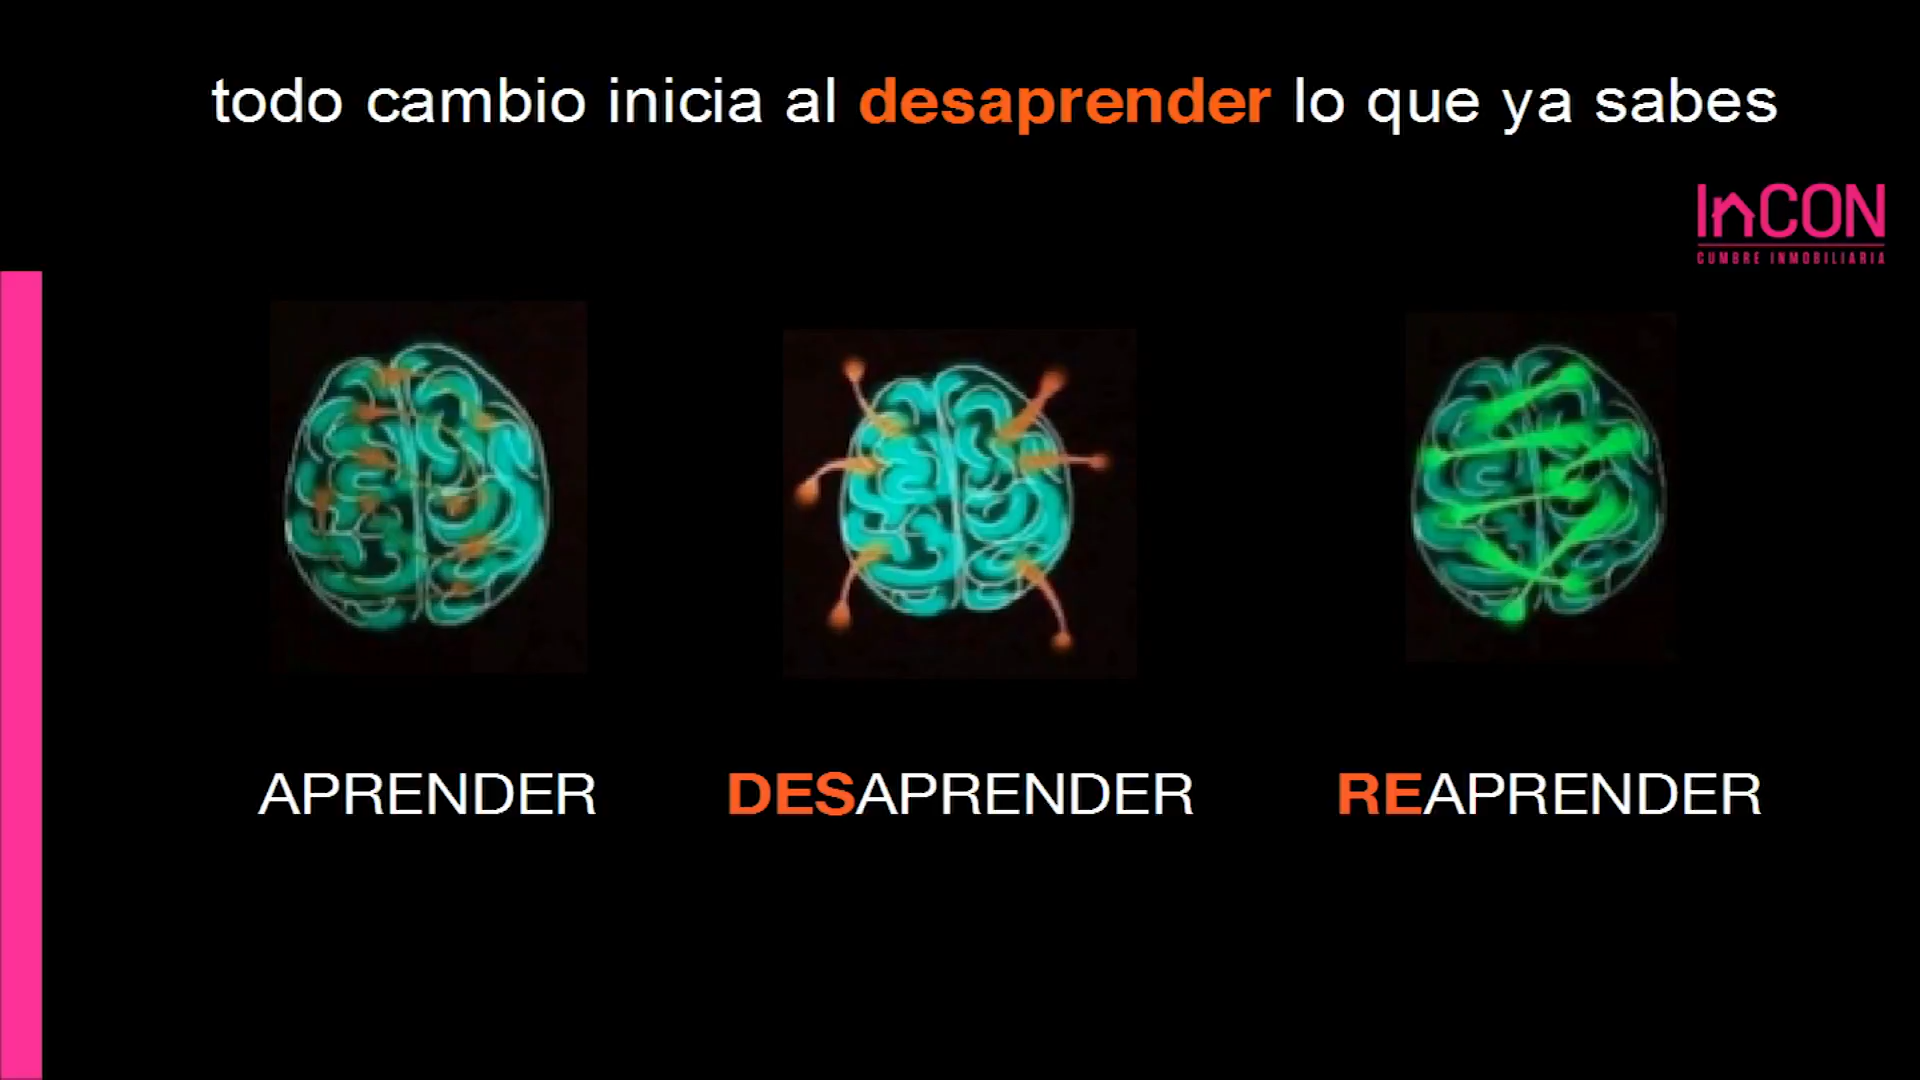 todo cambio inicia al desaprender lo que ya sabes
InCON
CUMBRE INMOBILIARIA
APRENDER
DESAPRENDER
REAPRENDER